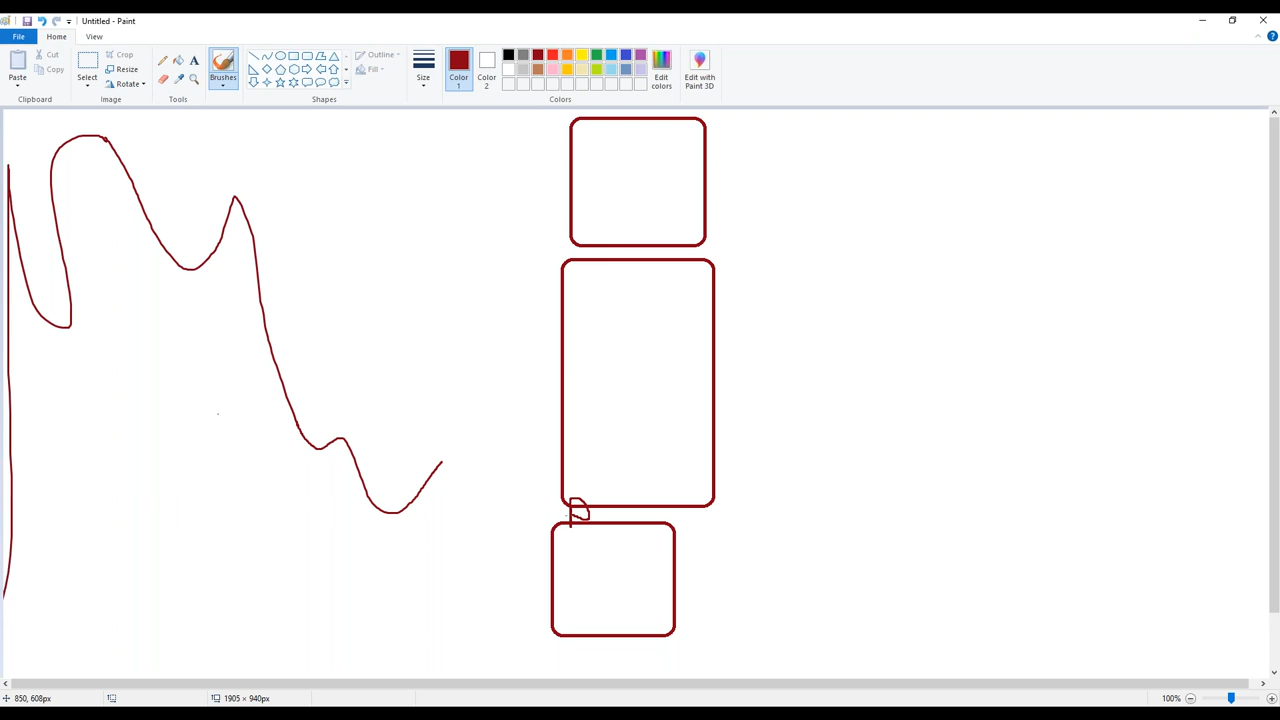 Untitled - Paint
File
Home
View
Paste
Cut
Copy
Clipboard
Select
Crop
Resize
Rotate
Image
A
Tools
Brushes
Outline
Fill
Shapes
Size
Color 1
Color 2
Edit colors
Edit with Paint 3D
Colors
P
850, 608px
1905 × 940px
100%